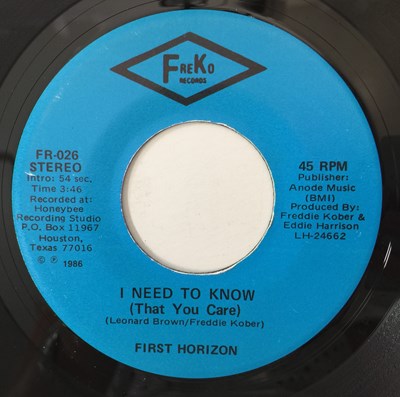 FREKO
RECORDS
FR-026
STEREO
Intro: 54 sec.
Time 3:46
Recorded at:
Honeybee
Recording Studio
P.O. Box 11967
Houston,
Texas 77016
© ℗ 1986
45 RPM
Publisher:
Anode Music
(BMI)
Produced By:
Freddie Kober &
Eddie Harrison
LH-24662
I NEED TO KNOW
(That You Care)
(Leonard Brown/Freddie Kober)
FIRST HORIZON